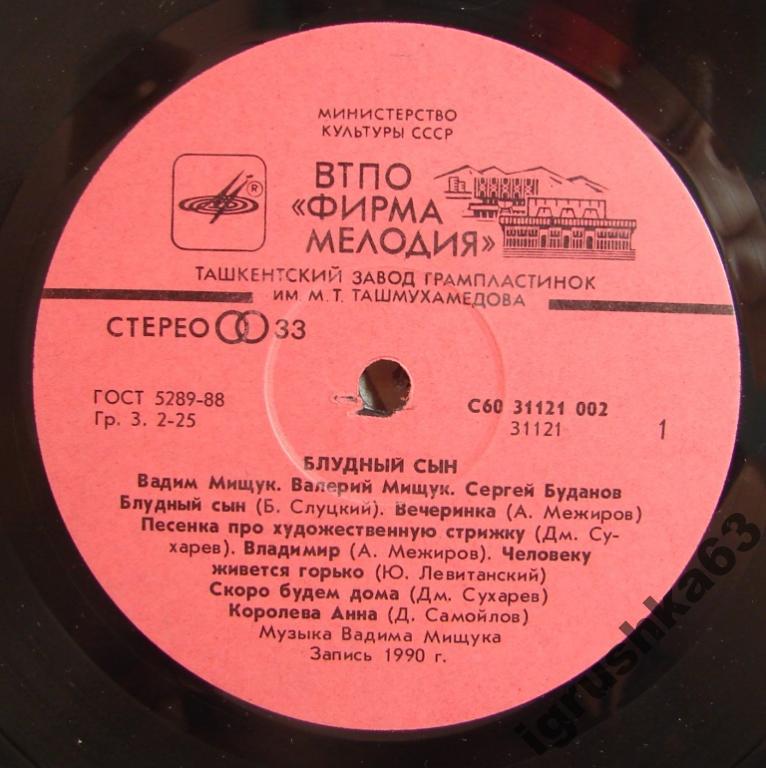 МИНИСТЕРСТВО
КУЛЬТУРЫ СССР
ВТПО
«ФИРМА
МЕЛОДИЯ»
®
ТАШКЕНТСКИЙ ЗАВОД ГРАМПЛАСТИНОК
ИМ. М.Т. ТАШМУХАМЕДОВА
СТЕРЕО 33
ГОСТ 5289-88
Гр. 3. 2-25
С60 31121 002
31121
1
БЛУДНЫЙ СЫН
Вадим Мищук. Валерий Мищук. Сергей Буданов
Блудный сын (Б. Слуцкий). Вечеринка (А. Межиров)
Песенка про художественную стрижку (Дм. Су-
харев). Владимир (А. Межиров). Человеку
живется горько (Ю. Левитанский)
Скоро будем дома (Дм. Сухарев)
Королева Анна (Д. Самойлов)
Музыка Вадима Мищука
Запись 1990 г.
igrushka63